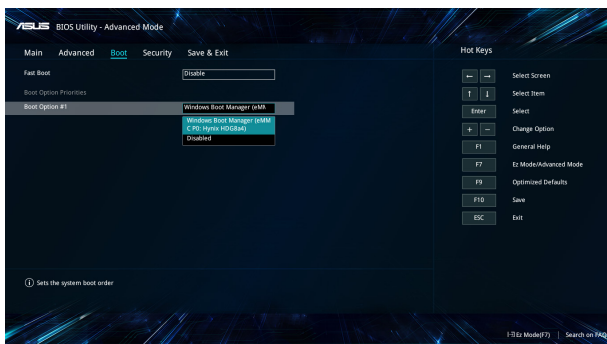 ASUS BIOS Utility - Advanced Mode
Main Advanced Boot Security Save & Exit
Hot Keys
Fast Boot Disable
Boot Option Priorities
Boot Option #1 Windows Boot Manager (eMM
Windows Boot Manager (eMM
C P0: Hynix HDG8a4)
Disabled
← → Select Screen
↑ ↓ Select Item
Enter Select
+ − Change Option
F1 General Help
F7 Ez Mode/Advanced Mode
F9 Optimized Defaults
F10 Save
ESC Exit
Sets the system boot order
Ez Mode(F7) | Search on FAQ